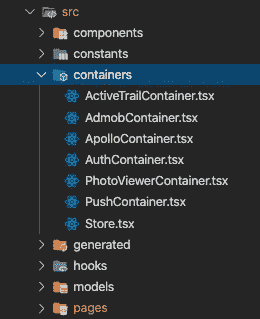 src
components
constants
containers
ActiveTrailContainer.tsx
AdmobContainer.tsx
ApolloContainer.tsx
AuthContainer.tsx
PhotoViewerContainer.tsx
PushContainer.tsx
Store.tsx
generated
hooks
models
pages